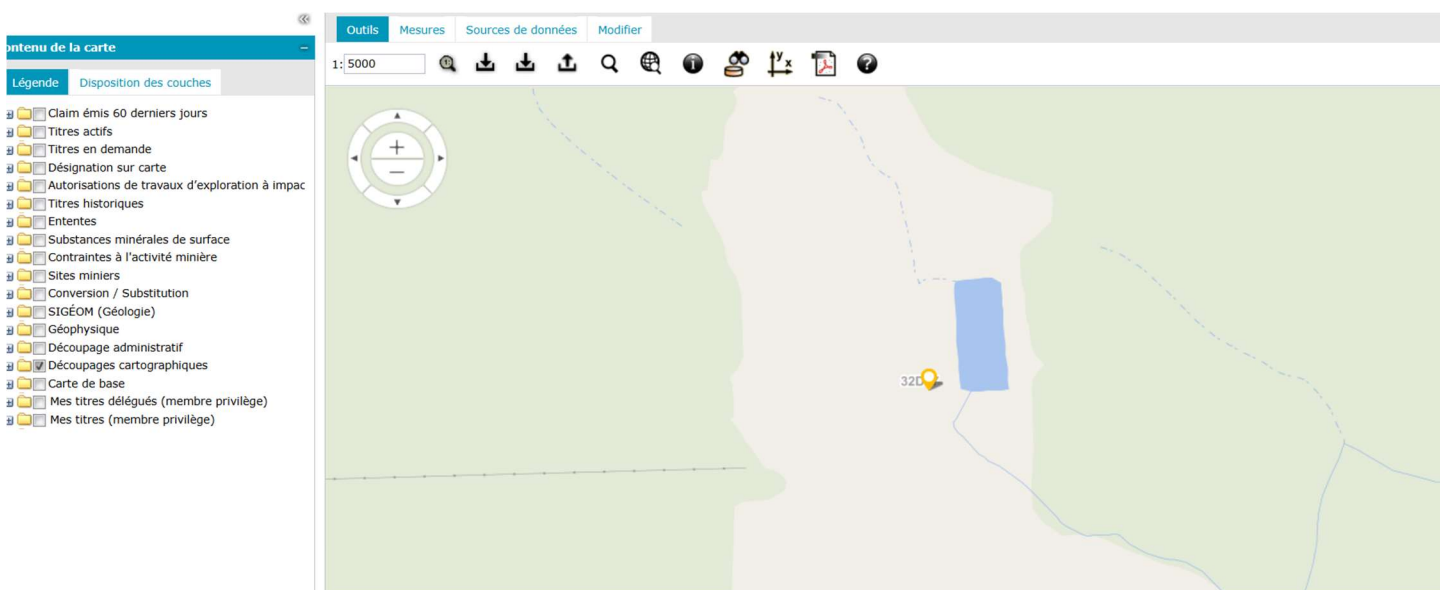 Outils Mesures Sources de données Modifier
ontenu de la carte
1: 5000
Légende Disposition des couches
Claim émis 60 derniers jours
Titres actifs
Titres en demande
Désignation sur carte
Autorisations de travaux d'exploration à impac
Titres historiques
Ententes
Substances minérales de surface
Contraintes à l'activité minière
Sites miniers
Conversion / Substitution
SIGÉOM (Géologie)
Géophysique
Découpage administratif
Découpages cartographiques
Carte de base
Mes titres délégués (membre privilège)
Mes titres (membre privilège)